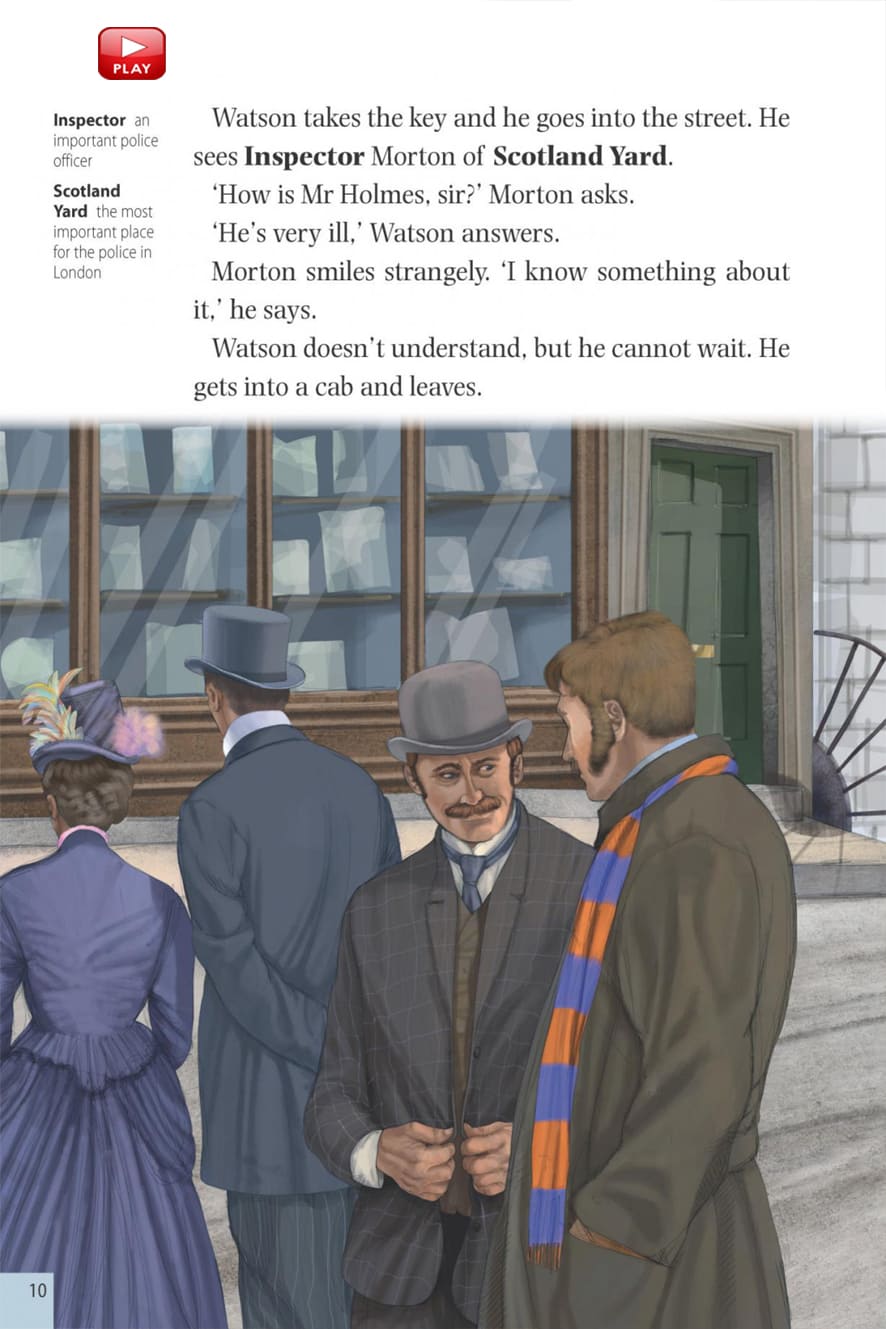 PLAY
Inspector an
important police
officer
Scotland
Yard the most
important place
for the police in
London
Watson takes the key and he goes into the street. He
sees Inspector Morton of Scotland Yard.
‘How is Mr Holmes, sir?’ Morton asks.
‘He’s very ill,’ Watson answers.
Morton smiles strangely. ‘I know something about
it,’ he says.
Watson doesn’t understand, but he cannot wait. He
gets into a cab and leaves.
10